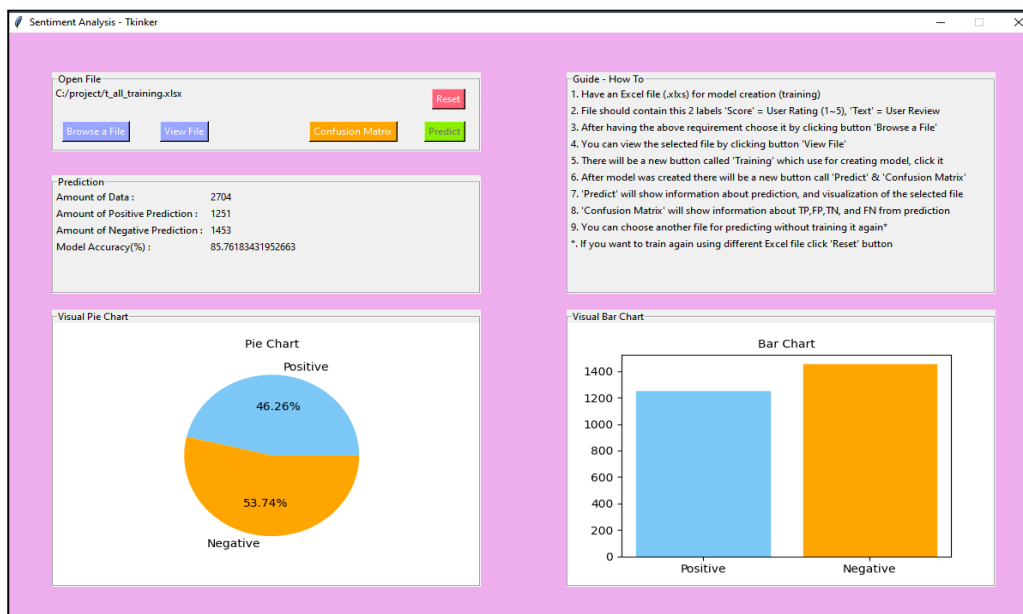 Sentiment Analysis - Tkinker
Open File
C:/project/t_all_training.xlsx
Reset
Browse a File
View File
Confusion Matrix
Predict
Guide - How To
1. Have an Excel file (.xlxs) for model creation (training)
2. File should contain this 2 labels 'Score' = User Rating (1~5), 'Text' = User Review
3. After having the above requirement choose it by clicking button 'Browse a File'
4. You can view the selected file by clicking button 'View File'
5. There will be a new button called 'Training' which use for creating model, click it
6. After model was created there will be a new button call 'Predict' & 'Confusion Matrix'
7. 'Predict' will show information about prediction, and visualization of the selected file
8. 'Confusion Matrix' will show information about TP,FP,TN, and FN from prediction
9. You can choose another file for predicting without training it again*
*. If you want to train again using different Excel file click 'Reset' button
Prediction
Amount of Data : 2704
Amount of Positive Prediction : 1251
Amount of Negative Prediction : 1453
Model Accuracy(%) : 85.76183431952663
Visual Pie Chart
Pie Chart
Positive
46.26%
53.74%
Negative
Visual Bar Chart
Bar Chart
1400
1200
1000
800
600
400
200
0
Positive Negative